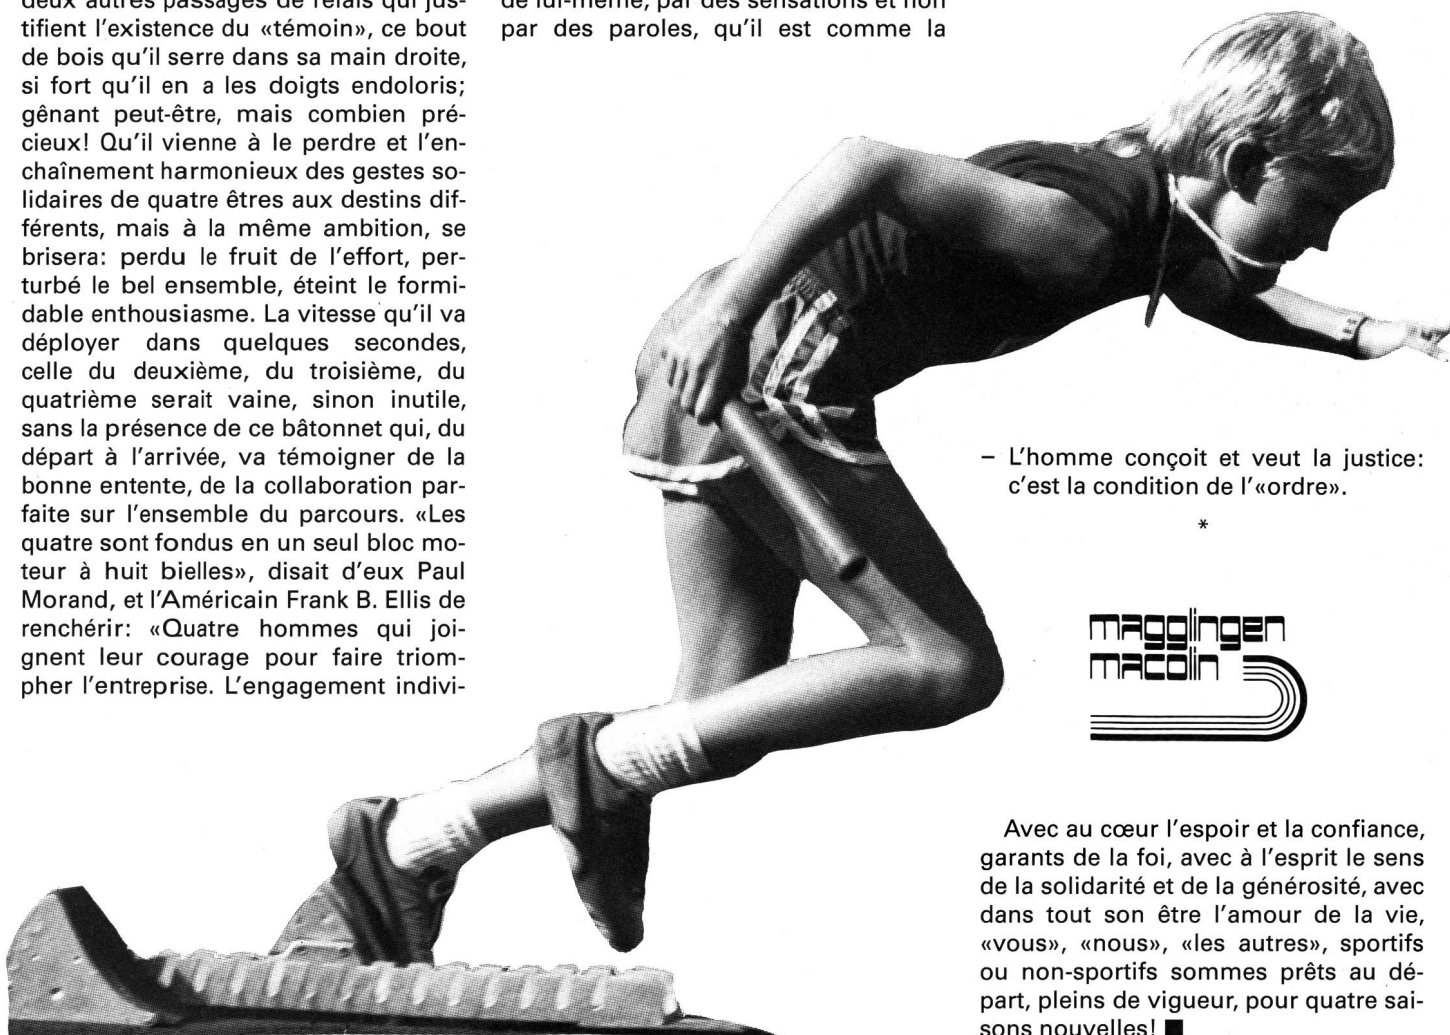 deux autres passages de relais qui jus-
tifient l'existence du «témoin», ce bout
de bois qu'il serre dans sa main droite,
si fort qu'il en a les doigts endoloris;
gênant peut-être, mais combien pré-
cieux! Qu'il vienne à le perdre et l'en-
chaînement harmonieux des gestes so-
lidaires de quatre êtres aux destins dif-
férents, mais à la même ambition, se
brisera: perdu le fruit de l'effort, per-
turbé le bel ensemble, éteint le formi-
dable enthousiasme. La vitesse qu'il va
déployer dans quelques secondes,
celle du deuxième, du troisième, du
quatrième serait vaine, sinon inutile,
sans la présence de ce bâtonnet qui, du
départ à l'arrivée, va témoigner de la
bonne entente, de la collaboration par-
faite sur l'ensemble du parcours. «Les
quatre sont fondus en un seul bloc mo-
teur à huit bielles», disait d'eux Paul
Morand, et l'Américain Frank B. Ellis de
renchérir: «Quatre hommes qui joi-
gnent leur courage pour faire triom-
pher l'entreprise. L'engagement indivi-
de lui-même, par des sensations et non
par des paroles, qu'il est comme la
– L'homme conçoit et veut la justice:
c'est la condition de l'«ordre».
*
magglingen
macolin
Avec au cœur l'espoir et la confiance,
garants de la foi, avec à l'esprit le sens
de la solidarité et de la générosité, avec
dans tout son être l'amour de la vie,
«vous», «nous», «les autres», sportifs
ou non-sportifs sommes prêts au dé-
part, pleins de vigueur, pour quatre sai-
sons nouvelles! ■